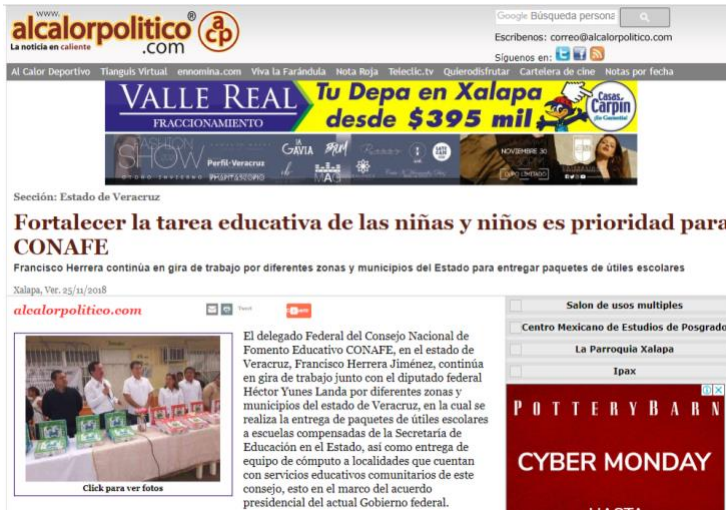 www.
alcalorpolitico®
.com
La noticia en caliente
acp
Google Búsqueda persona
Escríbenos: correo@alcalorpolitico.com
Síguenos en:
Al Calor Deportivo Tianguis Virtual ennomina.com Viva la Farándula Nota Roja Teleclic.tv Quierodisfrutar Cartelera de cine Notas por fecha
VALLE REAL
FRACCIONAMIENTO
Tu Depa en Xalapa
desde $395 mil
Casas
Carpin
¡En Garantía!
FASHION
SHOW
OTOÑO INVIERNO
Perfil-Veracruz
LA GAVIA
NOVIEMBRE 30
CUPO LIMITADO
Sección: Estado de Veracruz
Fortalecer la tarea educativa de las niñas y niños es prioridad para
CONAFE
Francisco Herrera continúa en gira de trabajo por diferentes zonas y municipios del Estado para entregar paquetes de útiles escolares
Xalapa, Ver. 25/11/2018
alcalorpolitico.com
Tweet
Click para ver fotos
El delegado Federal del Consejo Nacional de
Fomento Educativo CONAFE, en el estado de
Veracruz, Francisco Herrera Jiménez, continúa
en gira de trabajo junto con el diputado federal
Héctor Yunes Landa por diferentes zonas y
municipios del estado de Veracruz, en la cual se
realiza la entrega de paquetes de útiles escolares
a escuelas compensadas de la Secretaría de
Educación en el Estado, así como entrega de
equipo de cómputo a localidades que cuentan
con servicios educativos comunitarios de este
consejo, esto en el marco del acuerdo
presidencial del actual Gobierno federal.
Salon de usos multiples
Centro Mexicano de Estudios de Posgrado
La Parroquia Xalapa
Ipax
POTTERY BARN
CYBER MONDAY
HASTA